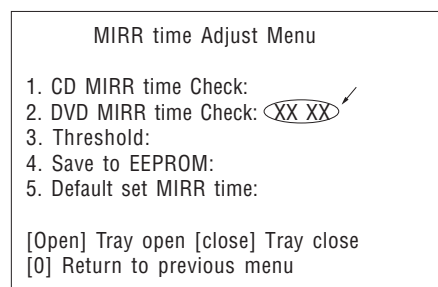 MIRR time Adjust Menu
1. CD MIRR time Check:
2. DVD MIRR time Check: XX XX
3. Threshold:
4. Save to EEPROM:
5. Default set MIRR time:
[Open] Tray open [close] Tray close
[0] Return to previous menu